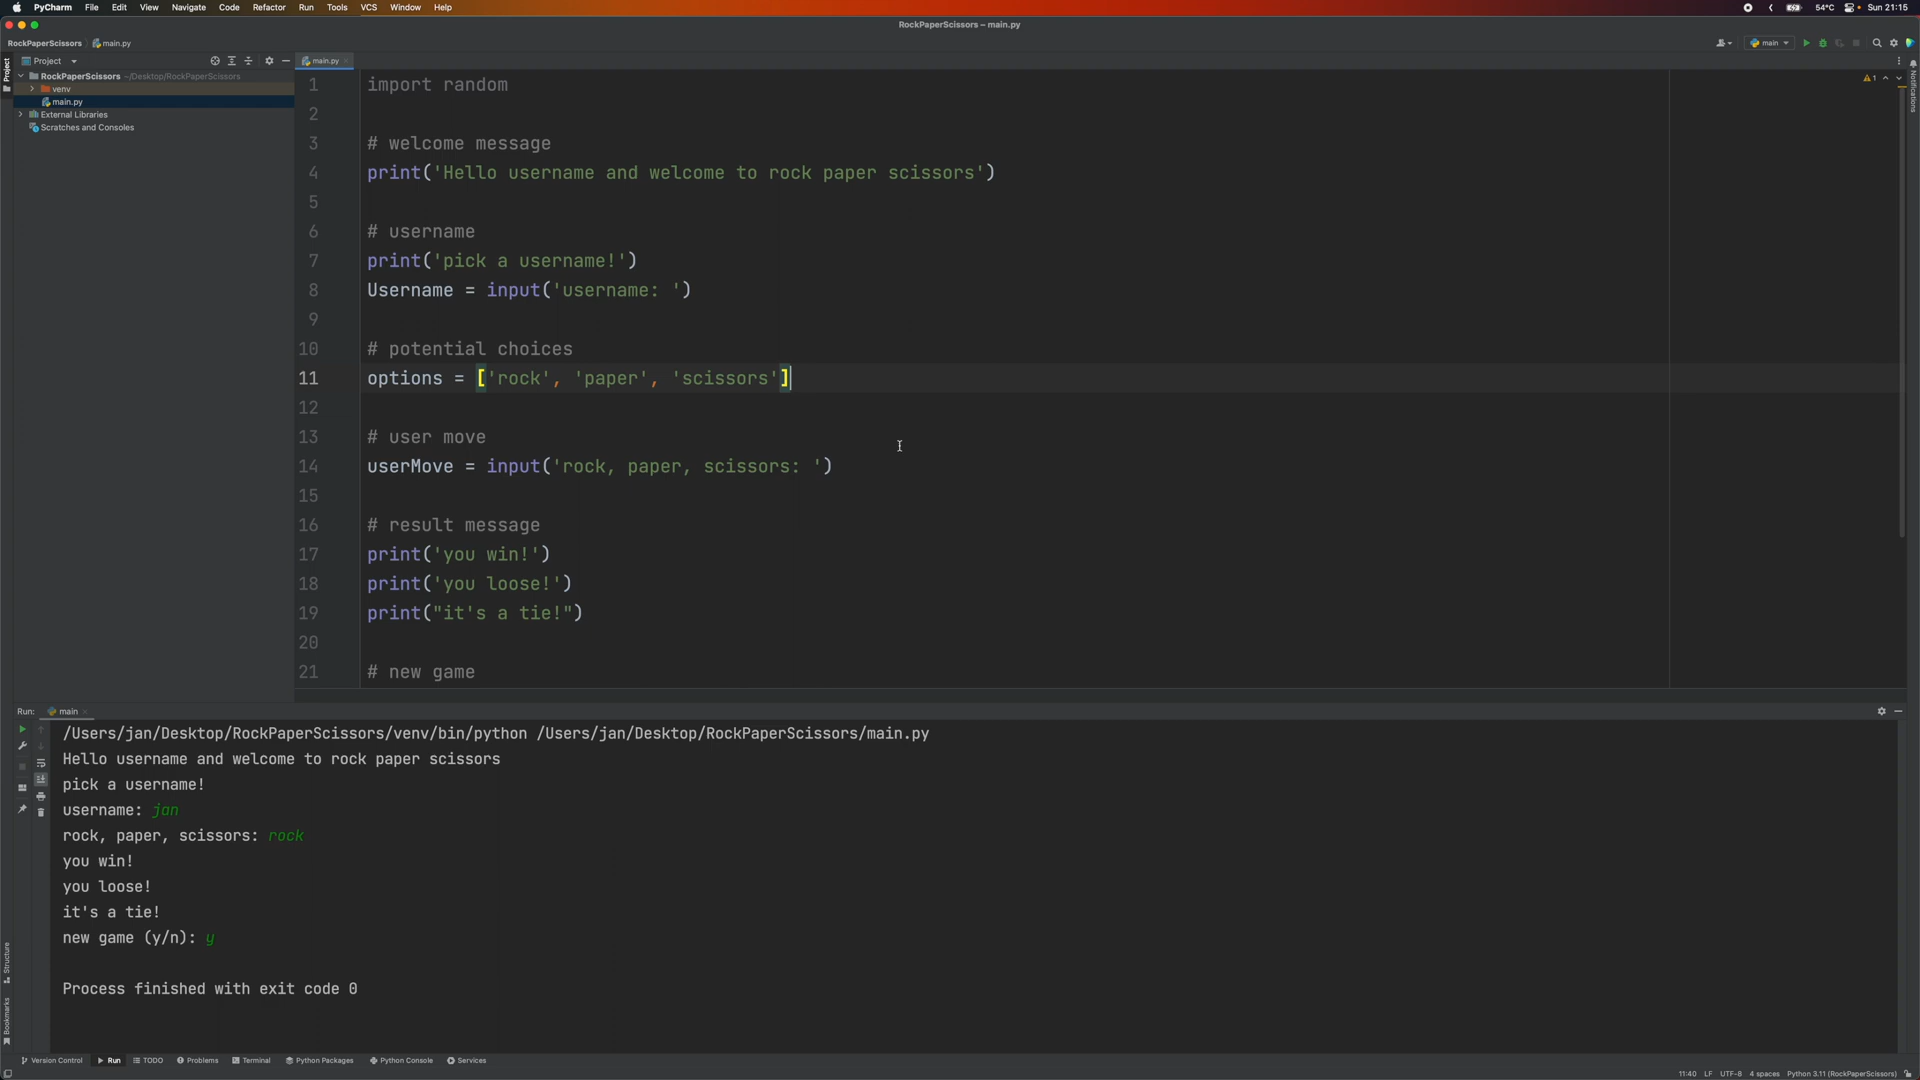 PyCharm File Edit View Navigate Code Refactor Run Tools VCS Window Help 54°C Sun 21:15
RockPaperScissors – main.py
RockPaperScissors main.py main
Project main.py
RockPaperScissors ~/Desktop/RockPaperScissors
venv
main.py
External Libraries
Scratches and Consoles
Project
Notifications
1
1 import random
2
3 # welcome message
4 print('Hello username and welcome to rock paper scissors')
5
6 # username
7 print('pick a username!')
8 Username = input('username: ')
9
10 # potential choices
11 options = ['rock', 'paper', 'scissors']
12
13 # user move
14 userMove = input('rock, paper, scissors: ')
15
16 # result message
17 print('you win!')
18 print('you loose!')
19 print("it's a tie!")
20
21 # new game
Run: main
/Users/jan/Desktop/RockPaperScissors/venv/bin/python /Users/jan/Desktop/RockPaperScissors/main.py
Hello username and welcome to rock paper scissors
pick a username!
username: jan
rock, paper, scissors: rock
you win!
you loose!
it's a tie!
new game (y/n): y
Process finished with exit code 0
Structure
Bookmarks
Version Control Run TODO Problems Terminal Python Packages Python Console Services
11:40 LF UTF-8 4 spaces Python 3.11 (RockPaperScissors)